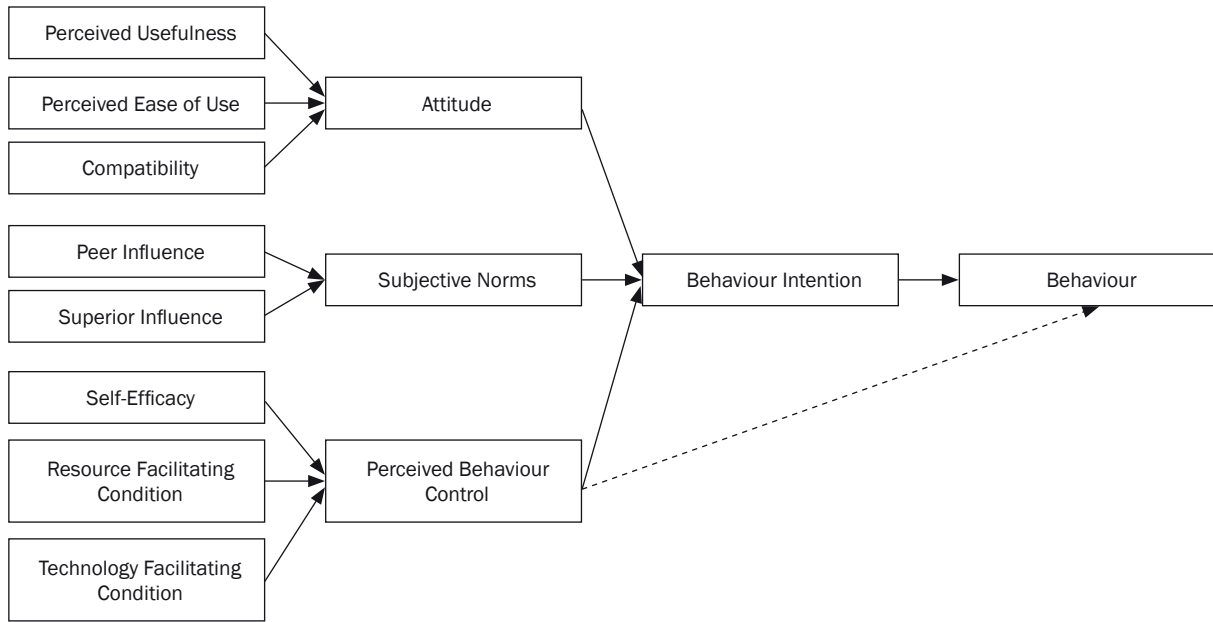 Perceived Usefulness
Perceived Ease of Use
Attitude
Compatibility
Peer Influence
Subjective Norms
Behaviour Intention
Behaviour
Superior Influence
Self-Efficacy
Resource Facilitating
Condition
Perceived Behaviour
Control
Technology Facilitating
Condition